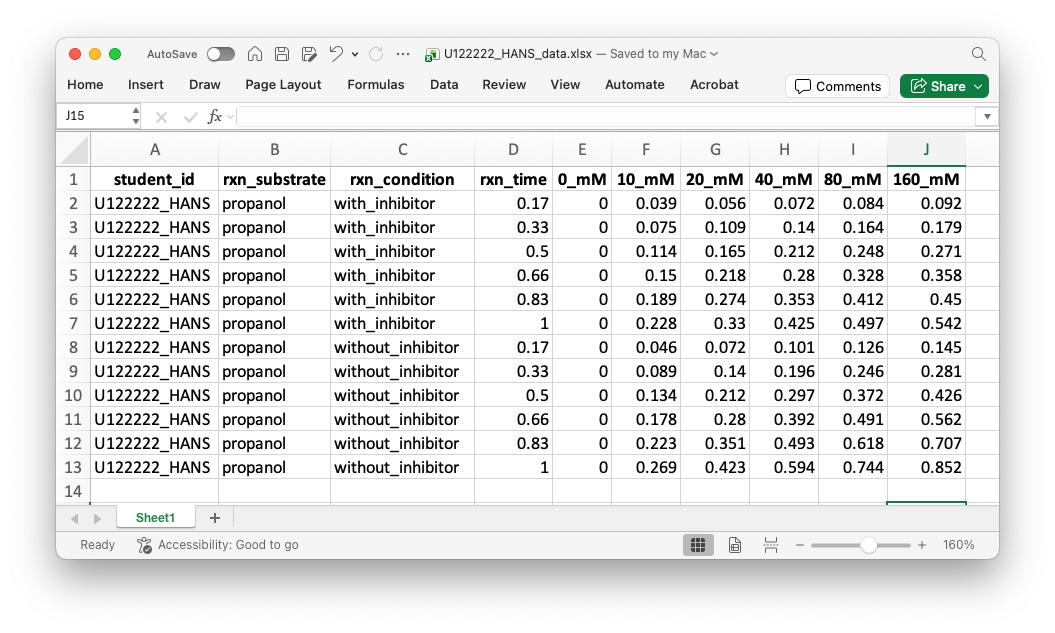 AutoSave U122222_HANS_data.xlsx — Saved to my Mac
Home Insert Draw Page Layout Formulas Data Review View Automate Acrobat Comments Share
J15 fx
A B C D E F G H I J
1 student_id rxn_substrate rxn_condition rxn_time 0_mM 10_mM 20_mM 40_mM 80_mM 160_mM
2 U122222_HANS propanol with_inhibitor 0.17 0 0.039 0.056 0.072 0.084 0.092
3 U122222_HANS propanol with_inhibitor 0.33 0 0.075 0.109 0.14 0.164 0.179
4 U122222_HANS propanol with_inhibitor 0.5 0 0.114 0.165 0.212 0.248 0.271
5 U122222_HANS propanol with_inhibitor 0.66 0 0.15 0.218 0.28 0.328 0.358
6 U122222_HANS propanol with_inhibitor 0.83 0 0.189 0.274 0.353 0.412 0.45
7 U122222_HANS propanol with_inhibitor 1 0 0.228 0.33 0.425 0.497 0.542
8 U122222_HANS propanol without_inhibitor 0.17 0 0.046 0.072 0.101 0.126 0.145
9 U122222_HANS propanol without_inhibitor 0.33 0 0.089 0.14 0.196 0.246 0.281
10 U122222_HANS propanol without_inhibitor 0.5 0 0.134 0.212 0.297 0.372 0.426
11 U122222_HANS propanol without_inhibitor 0.66 0 0.178 0.28 0.392 0.491 0.562
12 U122222_HANS propanol without_inhibitor 0.83 0 0.223 0.351 0.493 0.618 0.707
13 U122222_HANS propanol without_inhibitor 1 0 0.269 0.423 0.594 0.744 0.852
14
Sheet1 +
Ready Accessibility: Good to go − + 160%